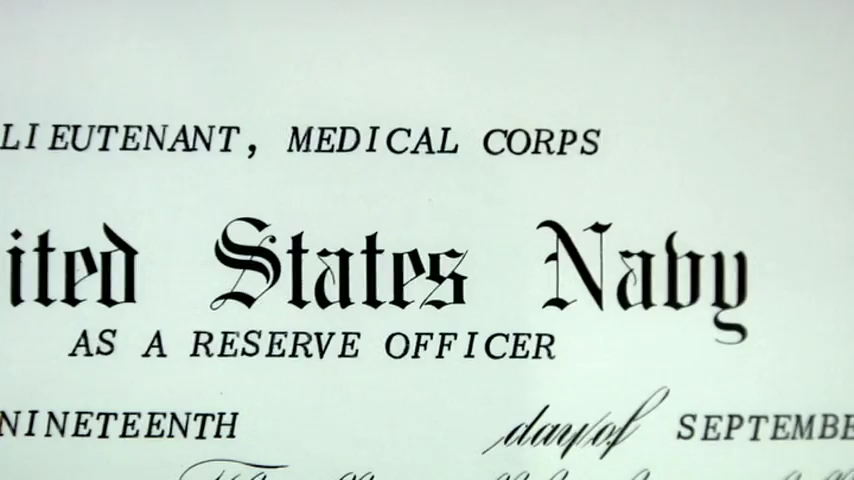 LIEUTENANT, MEDICAL CORPS
ited States Navy
AS A RESERVE OFFICER
NINETEENTH day of SEPTEMBE